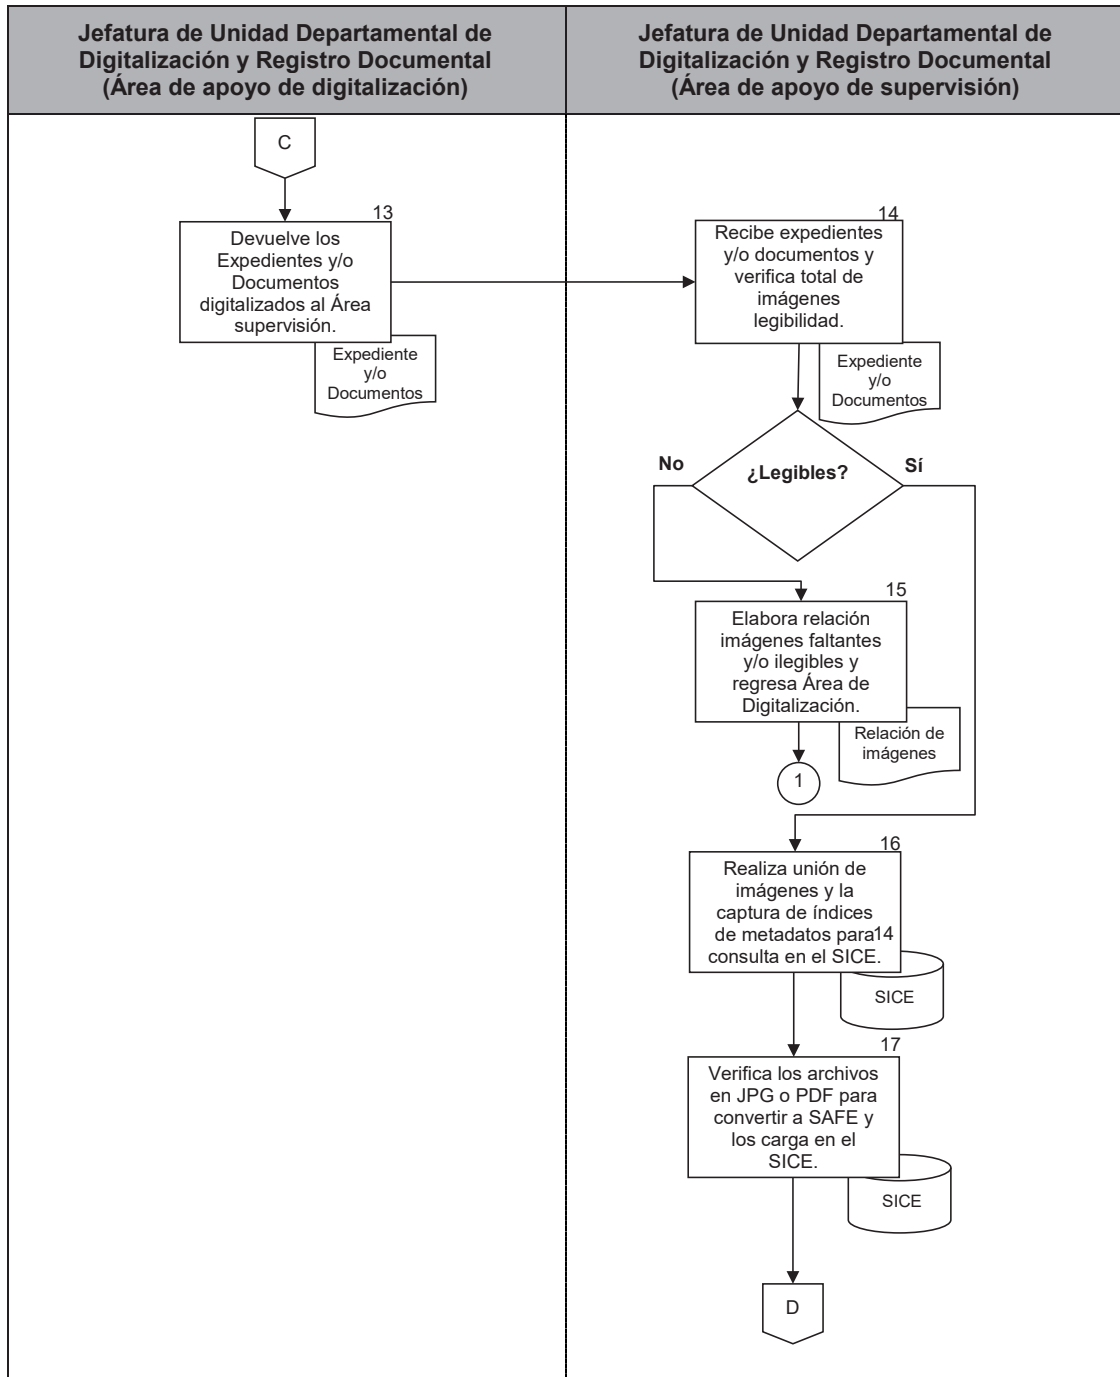 Jefatura de Unidad Departamental de
Digitalización y Registro Documental
(Área de apoyo de digitalización)
Jefatura de Unidad Departamental de
Digitalización y Registro Documental
(Área de apoyo de supervisión)
C
13
Devuelve los
Expedientes y/o
Documentos
digitalizados al Área
supervisión.
Expediente
y/o
Documentos
14
Recibe expedientes
y/o documentos y
verifica total de
imágenes
legibilidad.
Expediente
y/o
Documentos
No
¿Legibles?
Sí
15
Elabora relación
imágenes faltantes
y/o ilegibles y
regresa Área de
Digitalización.
Relación de
imágenes
1
16
Realiza unión de
imágenes y la
captura de índices
de metadatos para14
consulta en el SICE.
SICE
17
Verifica los archivos
en JPG o PDF para
convertir a SAFE y
los carga en el
SICE.
SICE
D